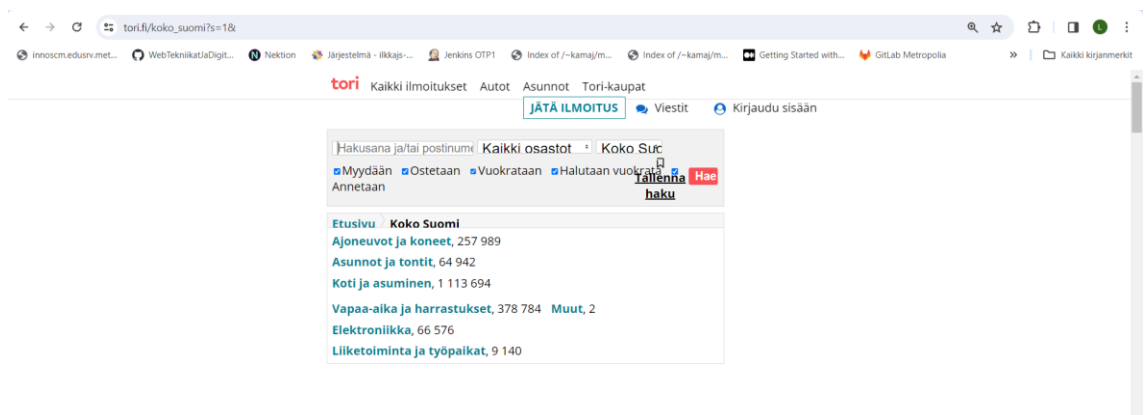 tori.fi/koko_suomi?s=1&
innoscm.edusrv.met... WebTekniikatJaDigit... Nektion Järjestelmä - ilkkajs-... Jenkins OTP1 Index of /~kamaj/m... Index of /~kamaj/m... Getting Started with... GitLab Metropolia » Kaikki kirjanmerkit
tori Kaikki ilmoitukset Autot Asunnot Tori-kaupat
JÄTÄ ILMOITUS Viestit Kirjaudu sisään
Hakusana ja/tai postinume Kaikki osastot Koko Suo
Myydään Ostetaan Vuokrataan Halutaan vuokrata
Annetaan
Tallenna haku Hae
Etusivu Koko Suomi
Ajoneuvot ja koneet, 257 989
Asunnot ja tontit, 64 942
Koti ja asuminen, 1 113 694
Vapaa-aika ja harrastukset, 378 784 Muut, 2
Elektroniikka, 66 576
Liiketoiminta ja työpaikat, 9 140